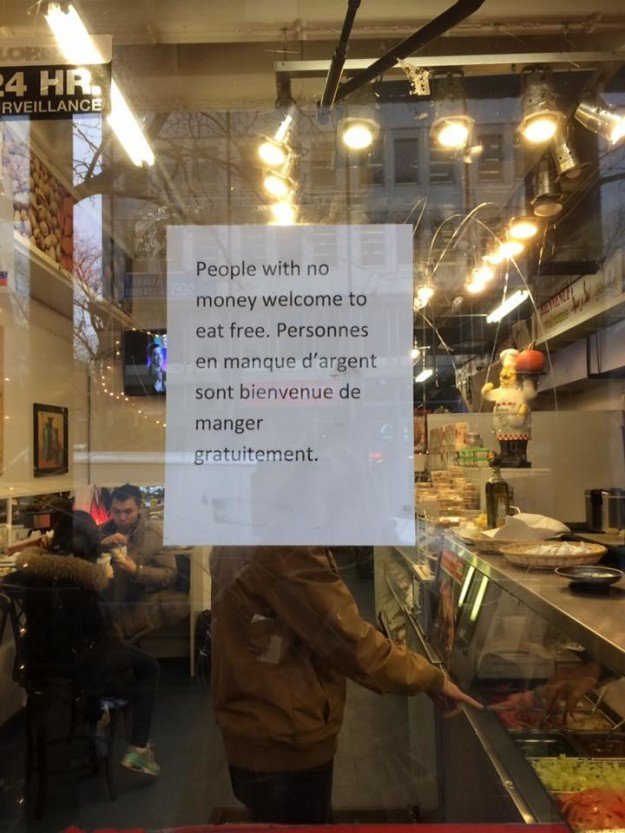 24 HR.
RVEILLANCE
People with no
money welcome to
eat free. Personnes
en manque d'argent
sont bienvenue de
manger
gratuitement.